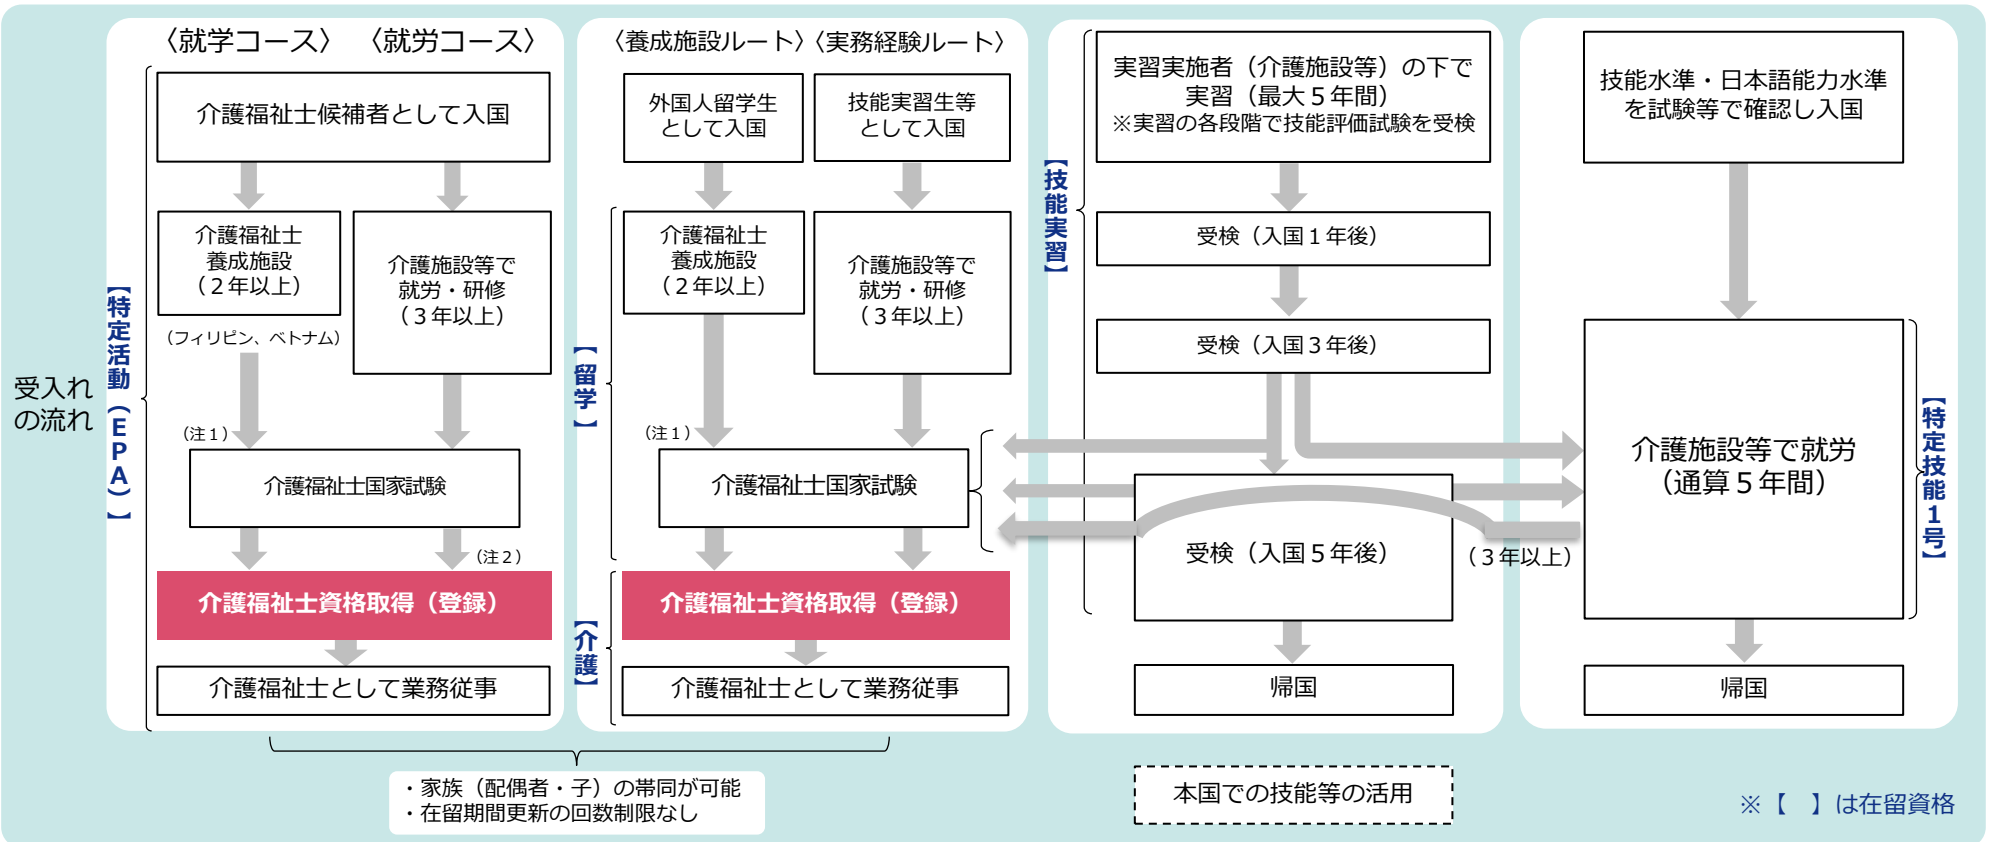 受入れ
の流れ
〈就学コース〉
〈就労コース〉
介護福祉士候補者として入国
介護福祉士
養成施設
（２年以上）
（フィリピン、ベトナム）
介護施設等で
就労・研修
（３年以上）
【特定活動（ＥＰＡ）】
（注１）
介護福祉士国家試験
（注２）
介護福祉士資格取得（登録）
介護福祉士として業務従事
〈養成施設ルート〉
〈実務経験ルート〉
外国人留学生
として入国
技能実習生等
として入国
介護福祉士
養成施設
（２年以上）
介護施設等で
就労・研修
（３年以上）
【留学】
（注１）
介護福祉士国家試験
介護福祉士資格取得（登録）
【介護】
介護福祉士として業務従事
・家族（配偶者・子）の帯同が可能
・在留期間更新の回数制限なし
【技能実習】
実習実施者（介護施設等）の下で
実習（最大５年間）
※実習の各段階で技能評価試験を受検
受検（入国１年後）
受検（入国３年後）
受検（入国５年後）
帰国
本国での技能等の活用
技能水準・日本語能力水準
を試験等で確認し入国
介護施設等で就労
（通算５年間）
【特定技能１号】
（３年以上）
帰国
※【　】は在留資格